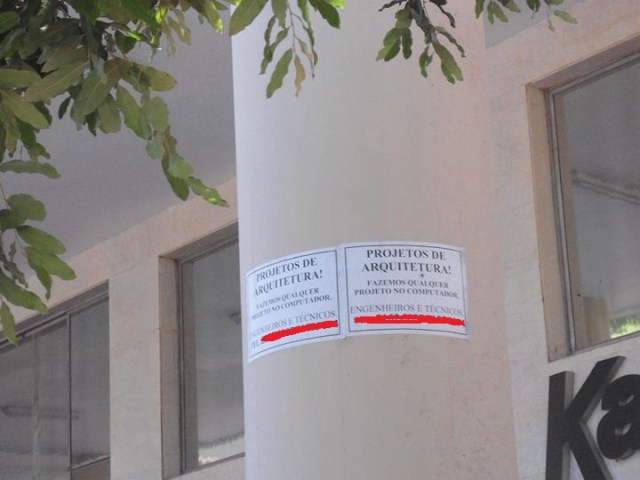 PROJETOS DE
ARQUITETURA!
FAZEMOS QUALQUER
PROJETO NO COMPUTADOR.
ENGENHEIROS E TÉCNICOS
PROJETOS DE
ARQUITETURA!
FAZEMOS QUALQUER
PROJETO NO COMPUTADOR.
ENGENHEIROS E TÉCNICOS
Ka